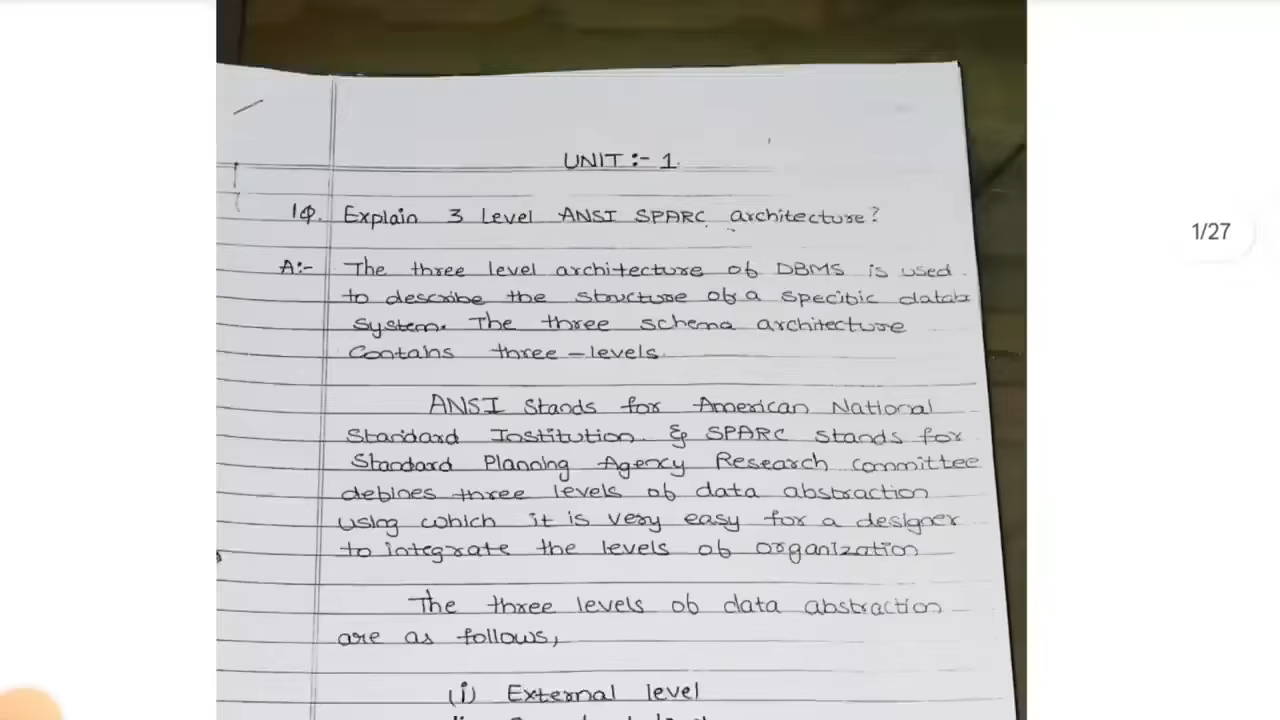 UNIT :- 1.
1Q. Explain 3 Level ANSI SPARC architecture?
A:- The three level architecture of DBMS is used
to describe the structure of a specific
system. The three schema architecture
contains three-levels.
ANSI stands for American National
Standard Institution & SPARC stands for
Standard Planning Agency Research committee
defines three levels of data abstraction
using which it is very easy for a designer
to integrate the levels of organization
The three levels of data abstraction
are as follows,
(i) External level
1/27